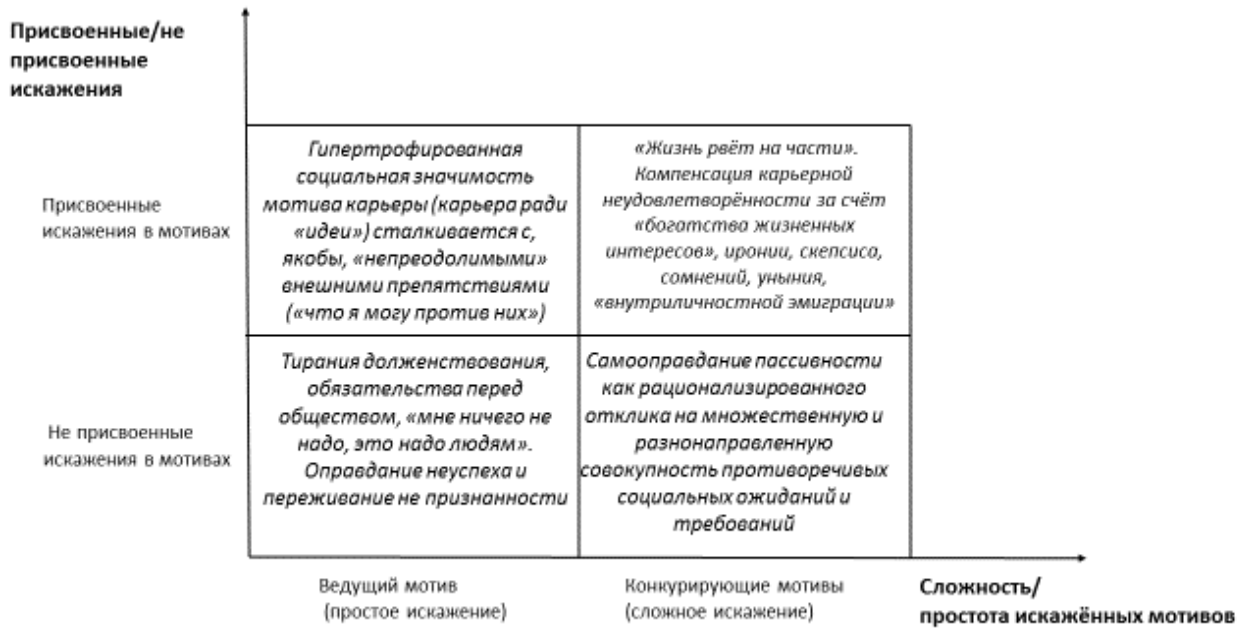 Присвоенные/не
присвоенные
искажения
Присвоенные
искажения в мотивах
Гипертрофированная
социальная значимость
мотива карьеры (карьера ради
«идеи») сталкивается с,
якобы, «непреодолимыми»
внешними препятствиями
(«что я могу против них»)
«Жизнь рвёт на части».
Компенсация карьерной
неудовлетворённости за счёт
«богатства жизненных
интересов», иронии, скепсиса,
сомнений, уныния,
«внутриличностной эмиграции»
Не присвоенные
искажения в мотивах
Тирания долженствования,
обязательства перед
обществом, «мне ничего не
надо, это надо людям».
Оправдание неуспеха и
переживание не признанности
Самооправдание пассивности
как рационализированного
отклика на множественную и
разнонаправленную
совокупность противоречивых
социальных ожиданий и
требований
Ведущий мотив
(простое искажение)
Конкурирующие мотивы
(сложное искажение)
Сложность/
простота искажённых мотивов